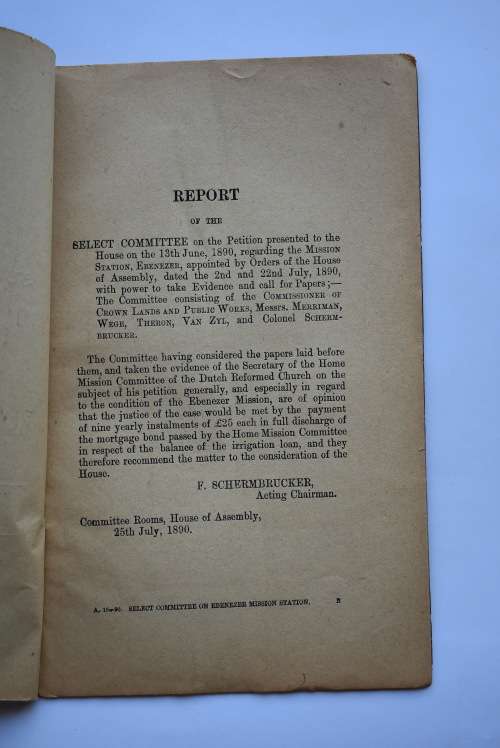 REPORT
OF THE
SELECT COMMITTEE on the Petition presented to the
House on the 13th June, 1890, regarding the MISSION
STATION, EBENEZER, appointed by Orders of the House
of Assembly, dated the 2nd and 22nd July, 1890,
with power to take Evidence and call for Papers;—
The Committee consisting of the COMMISSIONER OF
CROWN LANDS AND PUBLIC WORKS, MESSRS. MERRIMAN,
WEGE, THERON, VAN ZYL, and Colonel SCHERM-
BRUCKER.
The Committee having considered the papers laid before
them, and taken the evidence of the Secretary of the Home
Mission Committee of the Dutch Reformed Church on the
subject of his petition generally, and especially in regard
to the condition of the Ebenezer Mission, are of opinion
that the justice of the case would be met by the payment
of nine yearly instalments of £25 each in full discharge of
the mortgage bond passed by the Home Mission Committee
in respect of the balance of the irrigation loan, and they
therefore recommend the matter to the consideration of the
House.
F. SCHERMBRUCKER,
Acting Chairman.
Committee Rooms, House of Assembly,
25th July, 1890.
SELECT COMMITTEE ON EBENEZER MISSION STATION. B